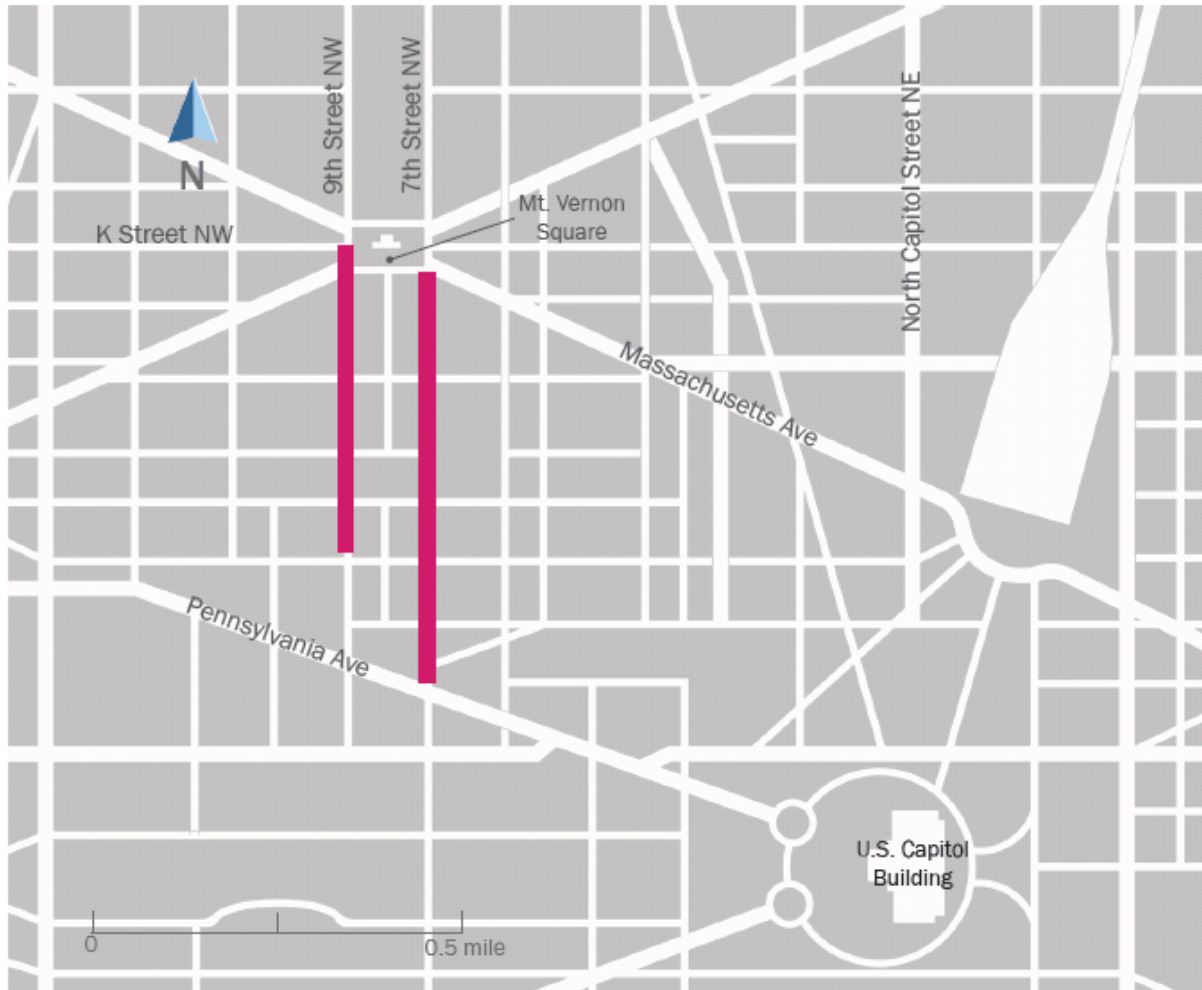 9th Street NW
7th Street NW
North Capitol Street NE
N
Mt. Vernon
Square
K Street NW
Massachusetts Ave
Pennsylvania Ave
U.S. Capitol
Building
0
0.5 mile